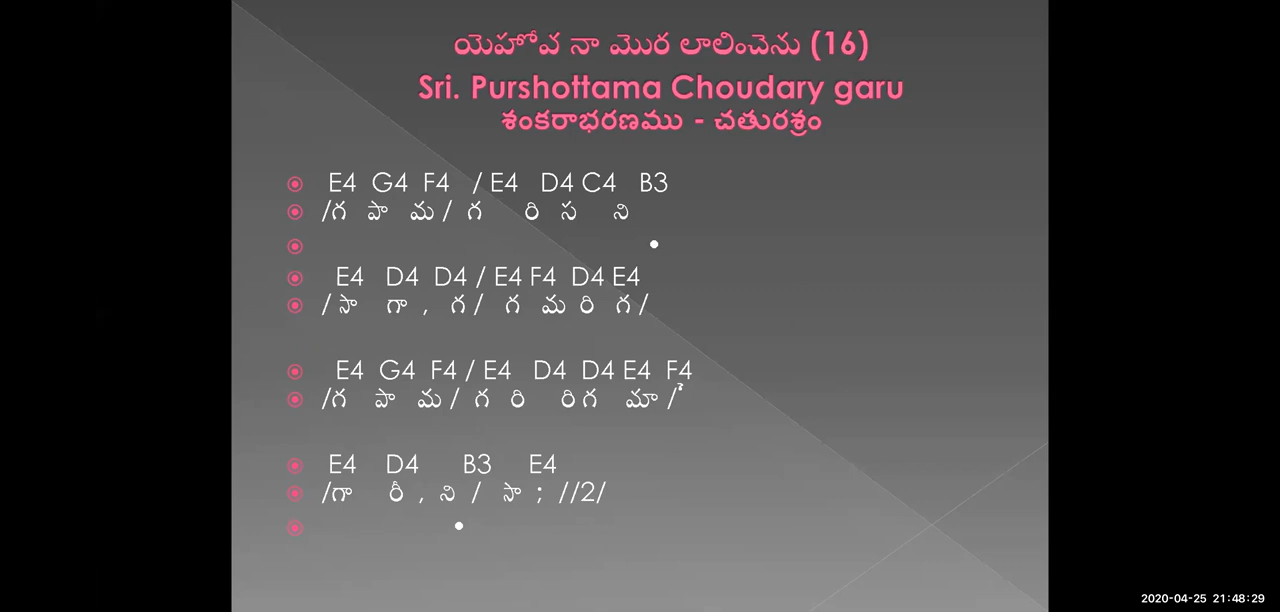 యెహోవ నా మొర లాలించెను (16)
Sri. Purshottama Choudary garu
శంకరాభరణము - చతురశ్రం
E4 G4 F4 / E4 D4 C4 B3
/గ పా మ / గ రి స ని
E4 D4 D4 / E4 F4 D4 E4
/ సా గా , గ / గ మ రి గ /
E4 G4 F4 / E4 D4 D4 E4 F4
/గ పా మ / గ రి రి గ మా /
E4 D4 B3 E4
/గా రీ , ని / సా ; //2/
2020-04-25 21:48:29